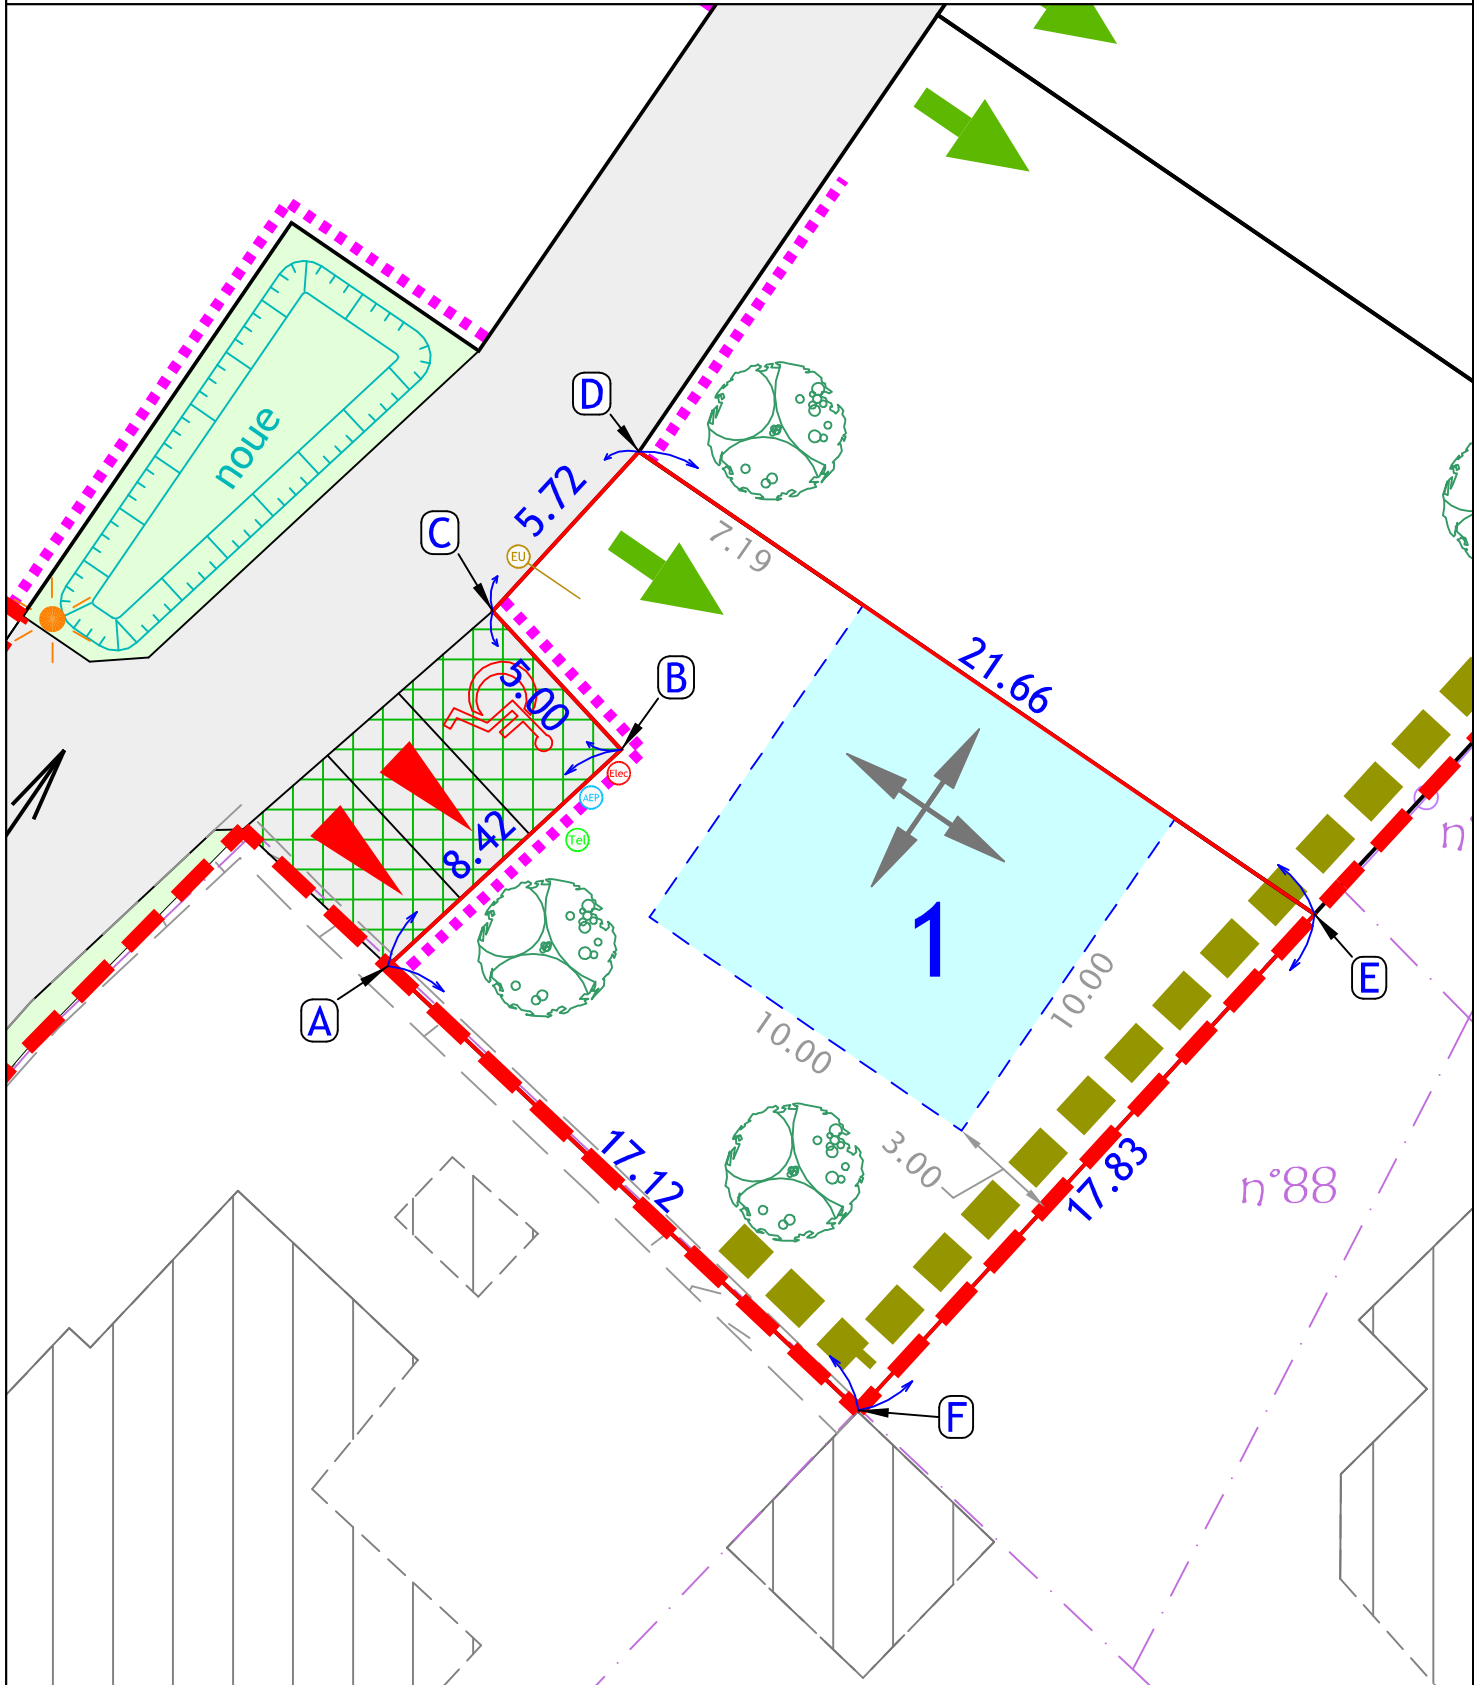 noue
D
5.72
C
EU
7.19
B
5.00
21.66
Elec
AEP
Tel
8.42
n°
1
E
A
10.00
10.00
17.12
3.00
17.83
n°88
F